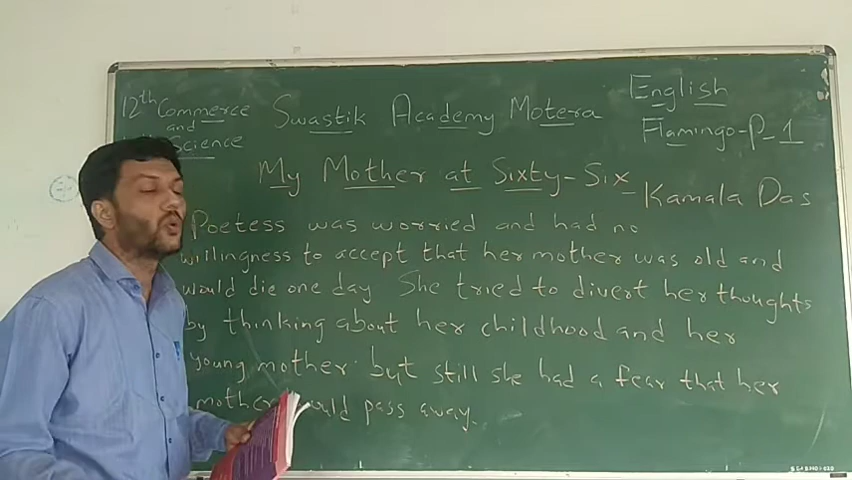 12th Commerce
and
Science
Swastik Academy Motera
English
Flamingo-P-1
My Mother at Sixty-Six
Kamala Das
Poetess was worried and had no
willingness to accept that her mother was old and
would die one day She tried to divert her thoughts
by thinking about her childhood and her
young mother but still she had a fear that her
mother would pass away.